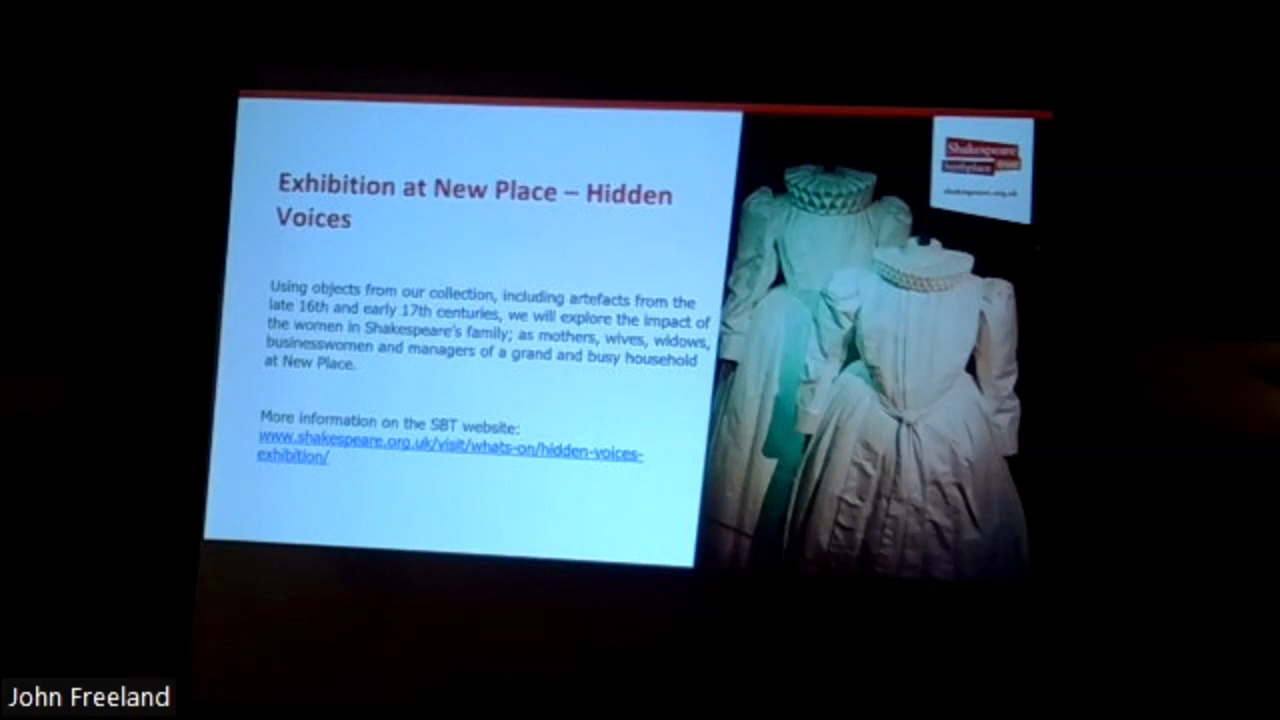 Exhibition at New Place – Hidden
Voices
Using objects from our collection, including artefacts from the
late 16th and early 17th centuries, we will explore the impact of
the women in Shakespeare's family; as mothers, wives, widows,
businesswomen and managers of a grand and busy household
at New Place.
More information on the SBT website:
www.shakespeare.org.uk/visit/whats-on/hidden-voices-
exhibition/
Shakespeare
birthplace
shakespeare.org.uk
John Freeland